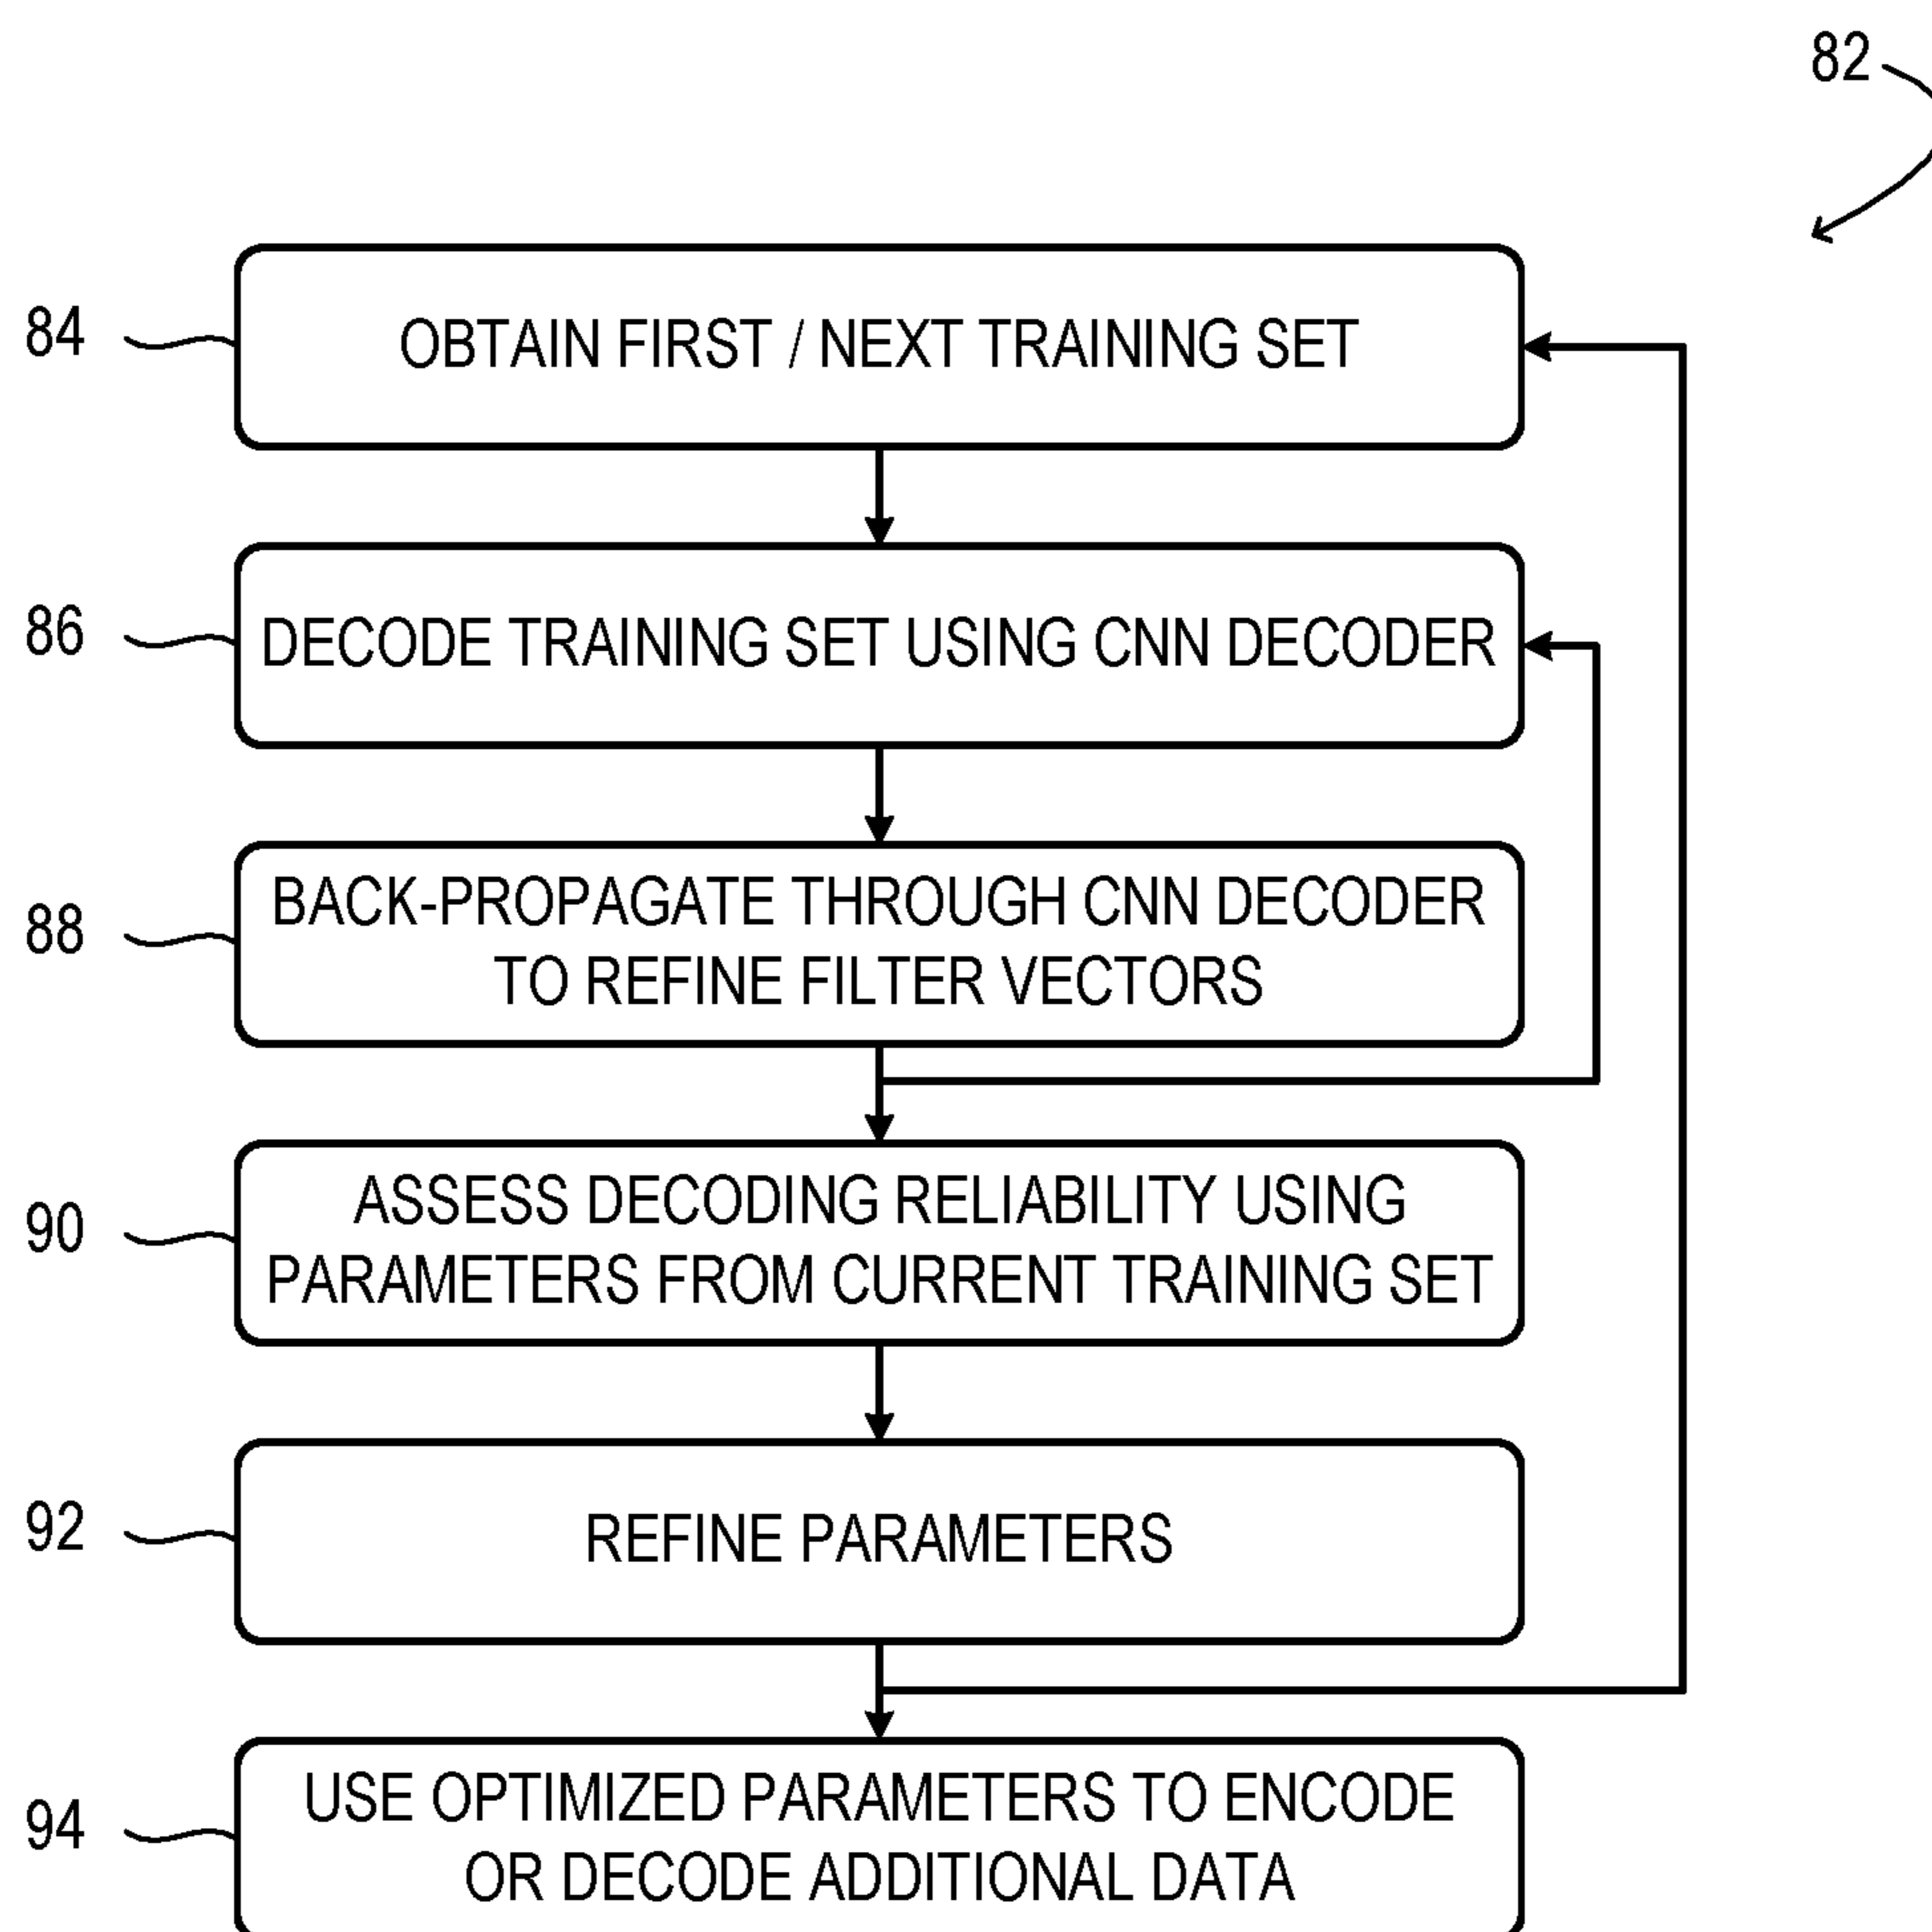 82
84
OBTAIN FIRST / NEXT TRAINING SET
86
DECODE TRAINING SET USING CNN DECODER
88
BACK-PROPAGATE THROUGH CNN DECODER
TO REFINE FILTER VECTORS
90
ASSESS DECODING RELIABILITY USING
PARAMETERS FROM CURRENT TRAINING SET
92
REFINE PARAMETERS
94
USE OPTIMIZED PARAMETERS TO ENCODE
OR DECODE ADDITIONAL DATA